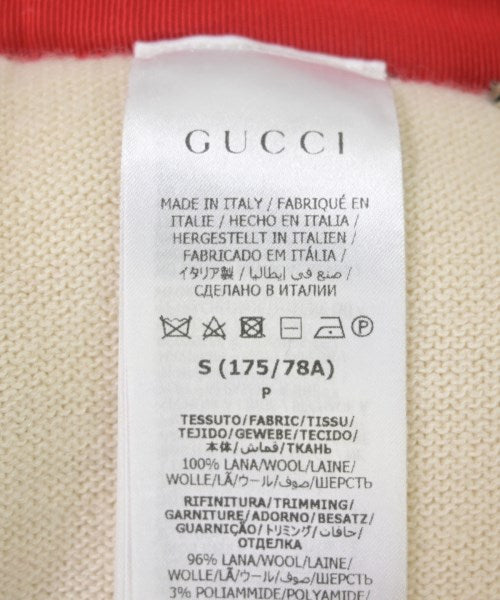 GUCCI
MADE IN ITALY / FABRIQUÉ EN
ITALIE / HECHO EN ITALIA /
HERGESTELLT IN ITALIEN /
FABRICADO EM ITÁLIA /
イタリア製 / صنع في إيطاليا /
СДЕЛАНО В ИТАЛИИ
P
S (175/78A)
P
TESSUTO/FABRIC/TISSU/
TEJIDO/GEWEBE/TECIDO/
本体/قماش/ТКАНЬ
100% LANA/WOOL/LAINE/
WOLLE/LÃ/ウール/صوف/ШЕРСТЬ
RIFINITURA/TRIMMING/
GARNITURE/ADORNO/BESATZ/
GUARNIÇÃO/トリミング/حافات/
ОТДЕЛКА
96% LANA/WOOL/LAINE/
WOLLE/LÃ/ウール/صوف/ШЕРСТЬ
3% POLIAMMIDE/POLYAMIDE/